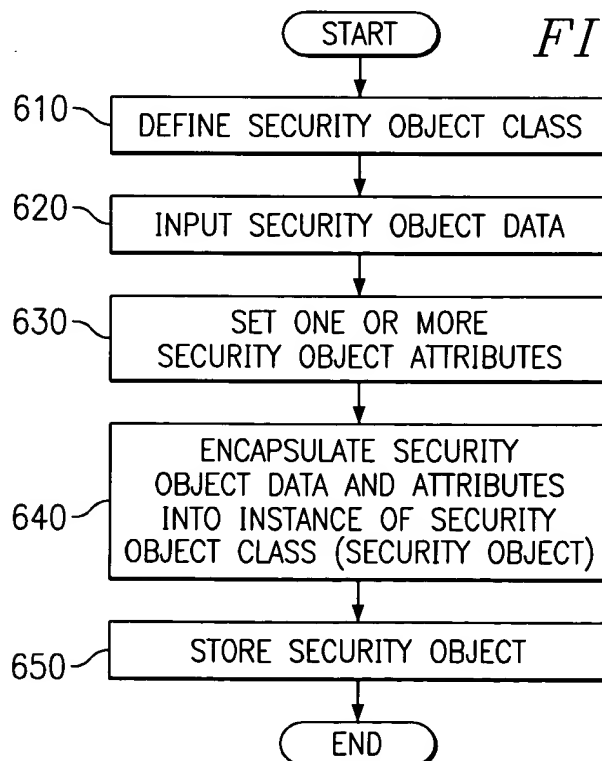 START
FI
610
DEFINE SECURITY OBJECT CLASS
620
INPUT SECURITY OBJECT DATA
630
SET ONE OR MORE
SECURITY OBJECT ATTRIBUTES
640
ENCAPSULATE SECURITY
OBJECT DATA AND ATTRIBUTES
INTO INSTANCE OF SECURITY
OBJECT CLASS (SECURITY OBJECT)
650
STORE SECURITY OBJECT
END